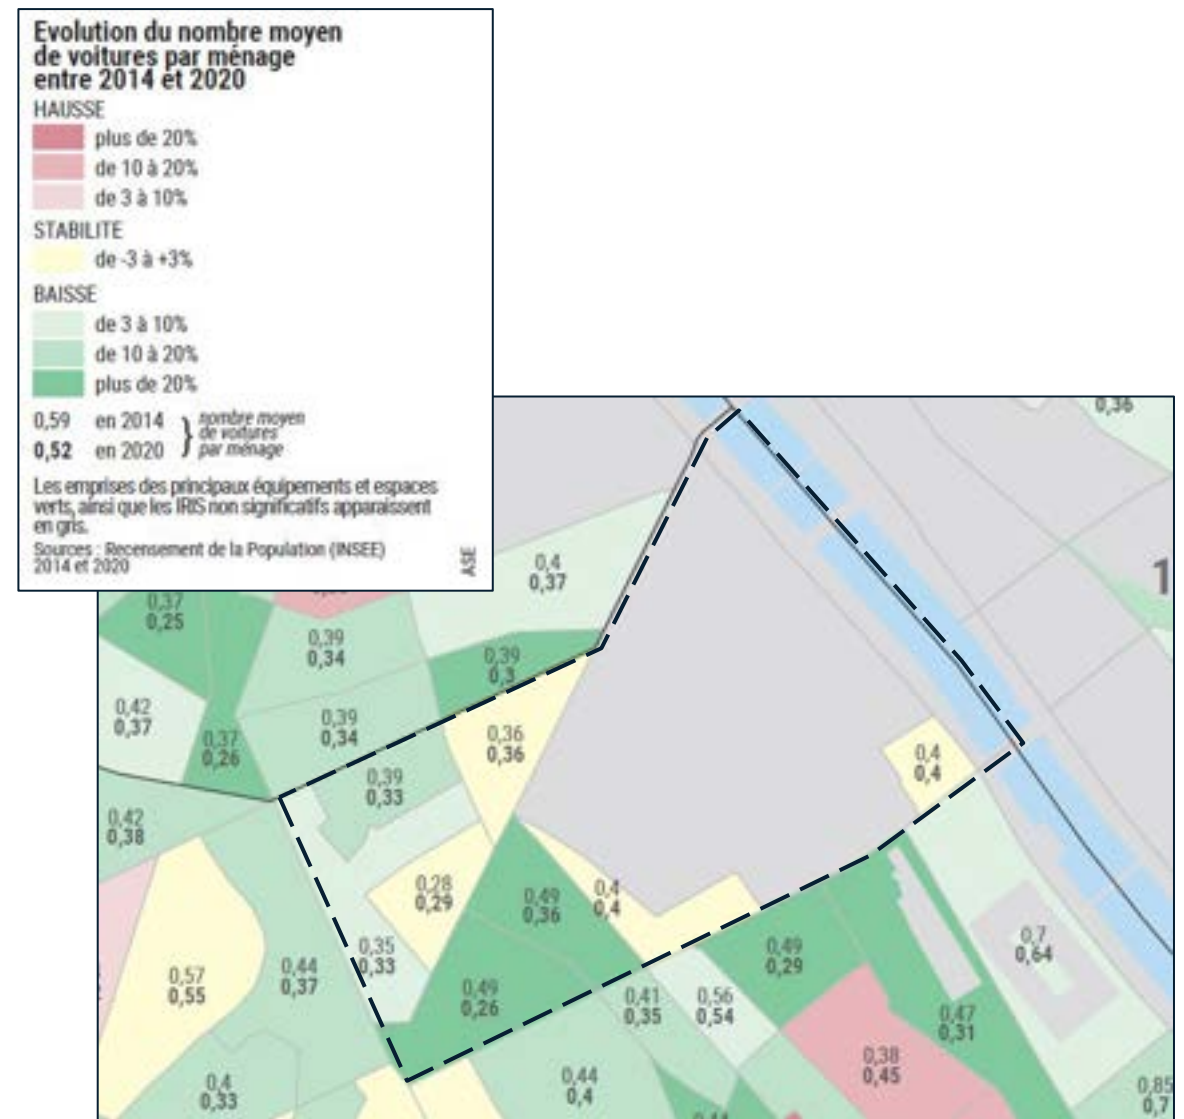 Evolution du nombre moyen
de voitures par ménage
entre 2014 et 2020
HAUSSE
plus de 20%
de 10 à 20%
de 3 à 10%
STABILITE
de -3 à +3%
BAISSE
de 3 à 10%
de 10 à 20%
plus de 20%
0,59 en 2014
0,52 en 2020
} nombre moyen
de voitures
par ménage
Les emprises des principaux équipements et espaces
verts, ainsi que les IRIS non significatifs apparaissent
en gris.
Sources : Recensement de la Population (INSEE)
2014 et 2020
ASE
0,36
0,4
0,37
1
0,37
0,25
0,39
0,34
0,39
0,3
0,42
0,37
0,37
0,26
0,39
0,34
0,36
0,36
0,4
0,4
0,39
0,33
0,42
0,38
0,28
0,29
0,49
0,36
0,4
0,4
0,35
0,33
0,49
0,29
0,7
0,64
0,57
0,55
0,44
0,37
0,49
0,26
0,41
0,35
0,56
0,54
0,47
0,31
0,38
0,45
0,4
0,33
0,44
0,4
0,85
0,7